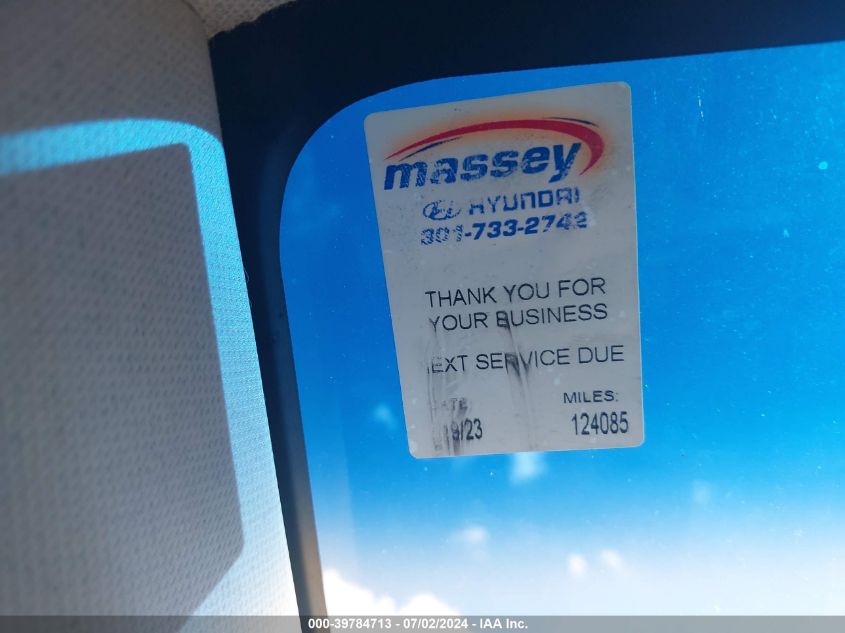 massey
HYUNDAI
301-733-2742
THANK YOU FOR
YOUR BUSINESS
SERVICE DUE
MILES:
124085
000-39784713 - 07/02/2024 - IAA Inc.